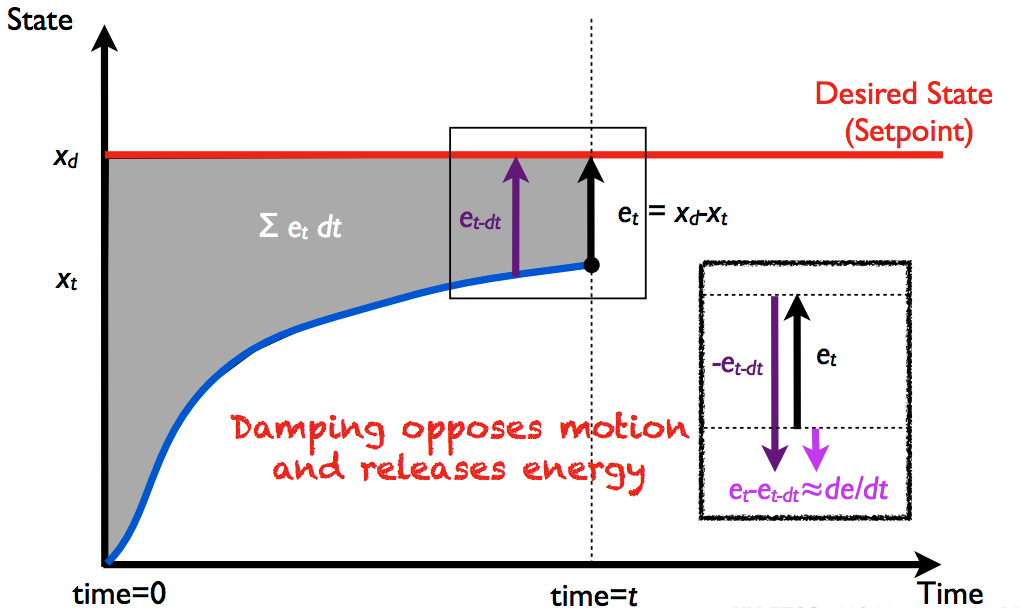 State
Desired State
(Setpoint)
x_d
e_t-dt
Σ e_t dt
e_t = x_d-x_t
x_t
-e_t-dt
e_t
Damping opposes motion
and releases energy
e_t-e_t-dt≈de/dt
time=0
time=t
Time